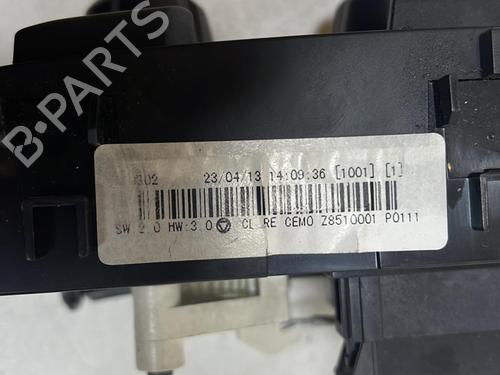 302 23/04/13 14:09:36 [1001] [1]
SW 2.0 HW:3.0 CL RE CEMO Z8510001 P0111
B-PARTS